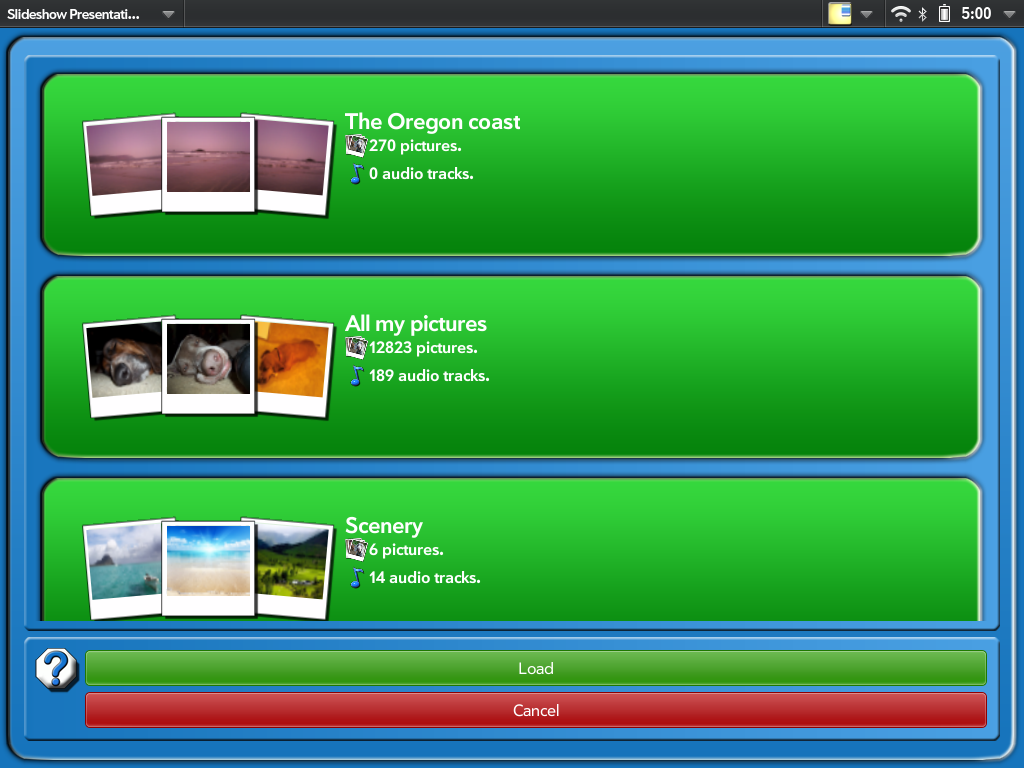 Slideshow Presentati...
5:00
The Oregon coast
270 pictures.
0 audio tracks.
All my pictures
12823 pictures.
189 audio tracks.
Scenery
6 pictures.
14 audio tracks.
?
Load
Cancel